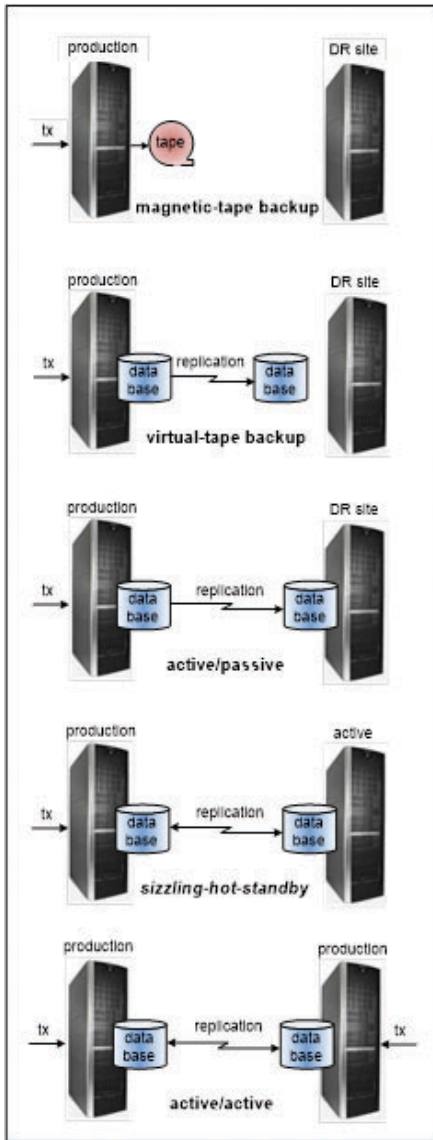 production DR site
tx
tape
magnetic-tape backup
production DR site
tx
replication
data
base
data
base
virtual-tape backup
production DR site
tx
replication
data
base
data
base
active/passive
production active
tx
replication
data
base
data
base
sizzling-hot-standby
production production
tx
replication
tx
data
base
data
base
active/active